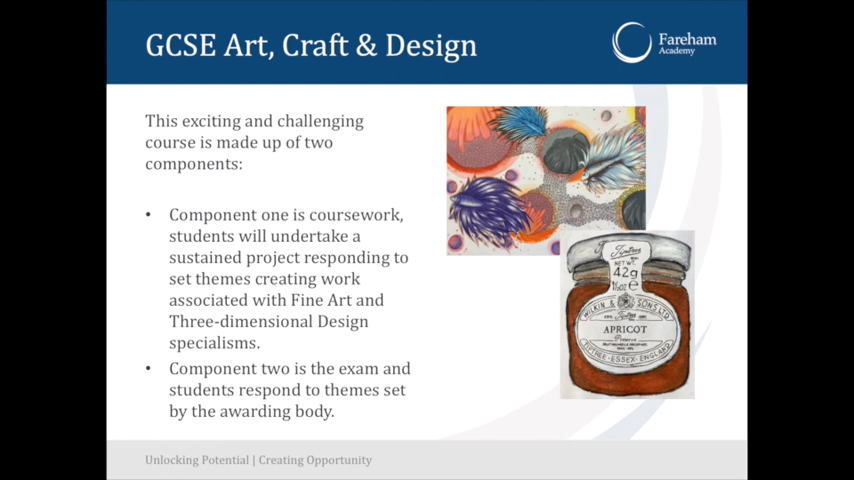 GCSE Art, Craft & Design
Fareham
Academy
This exciting and challenging
course is made up of two
components:
• Component one is coursework,
students will undertake a
sustained project responding to
set themes creating work
associated with Fine Art and
Three-dimensional Design
specialisms.
• Component two is the exam and
students respond to themes set
by the awarding body.
Tiptree
NET WT.
42g
1½oz e
WILKIN & SONS LTD
Tiptree
APRICOT
Preserve
TIPTREE · ESSEX · ENGLAND
Unlocking Potential | Creating Opportunity